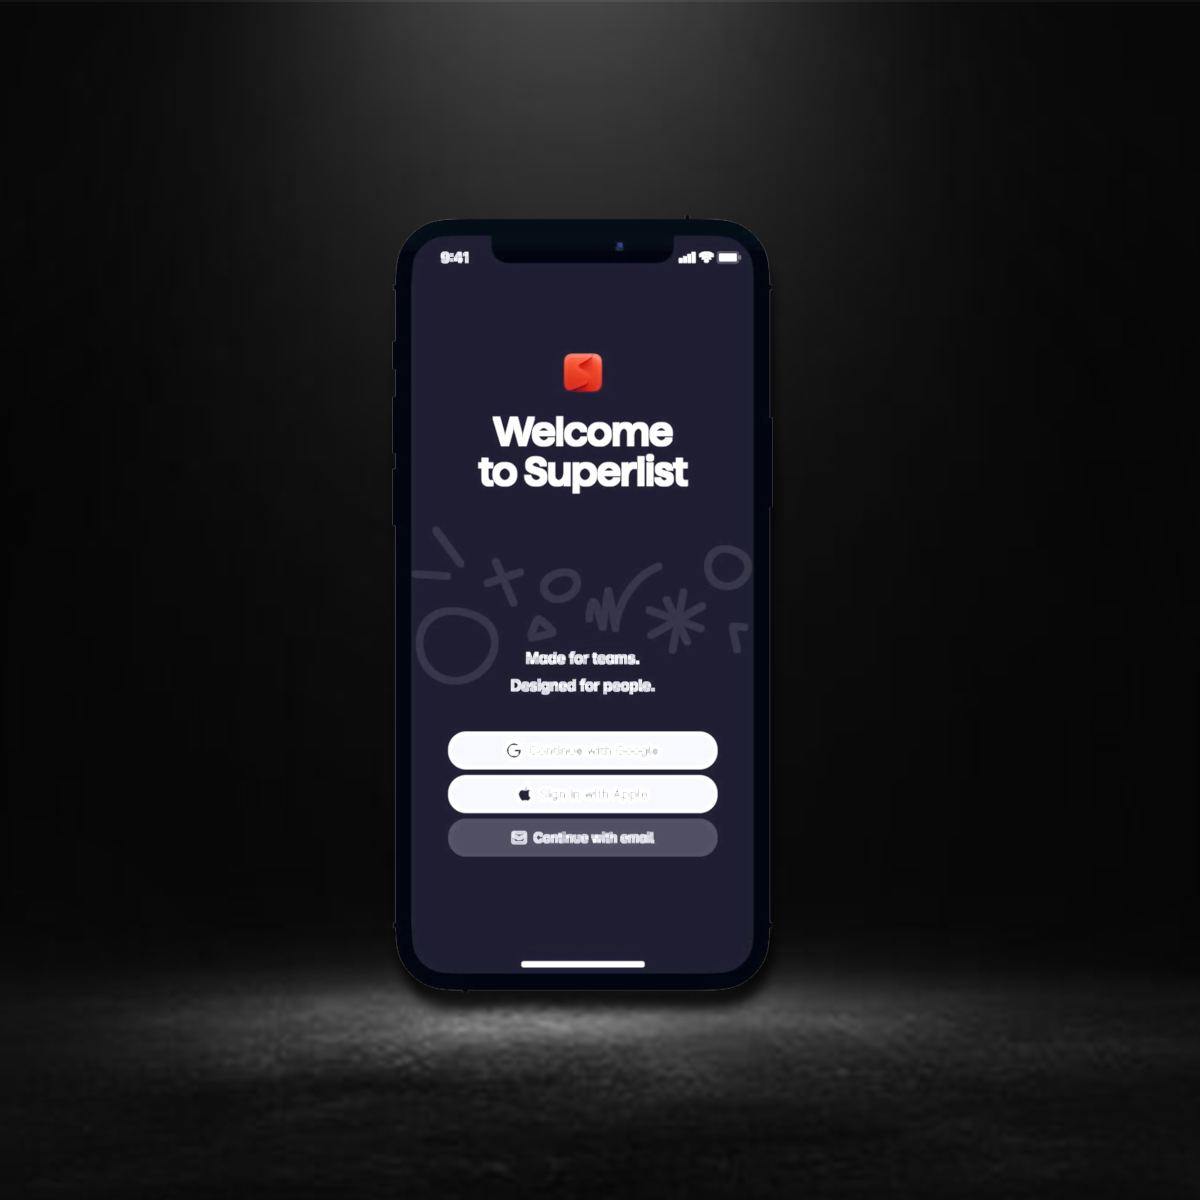 9:41
Welcome
to Superlist
Made for teams.
Designed for people.
Continue with Google
Sign in with Apple
Continue with email